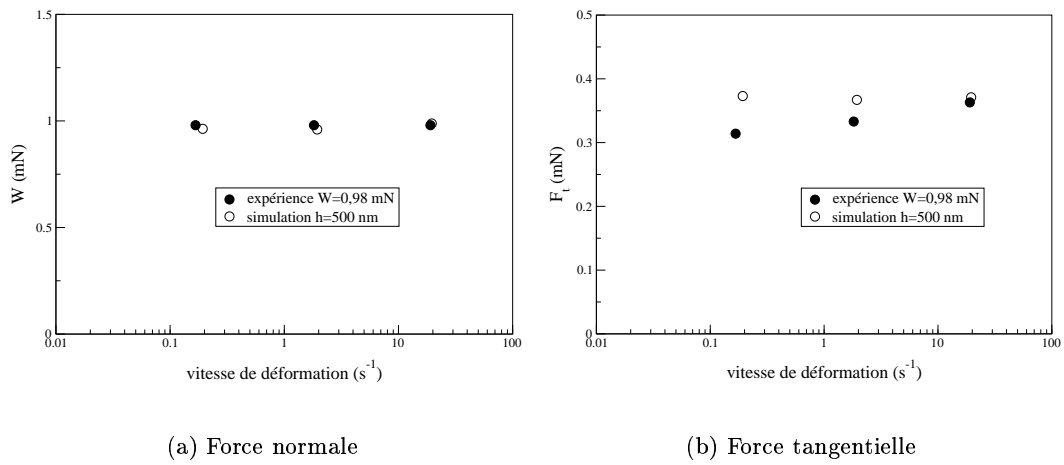 1.5
1
0.5
0
W (mN)
0.01
0.1
1
10
100
vitesse de déformation (s⁻¹)
expérience W=0,98 mN
simulation h=500 nm
(a) Force normale
0.5
0.4
0.3
0.2
0.1
0
Fₜ (mN)
0.01
0.1
1
10
100
vitesse de déformation (s⁻¹)
expérience W=0,98 mN
simulation h=500 nm
(b) Force tangentielle